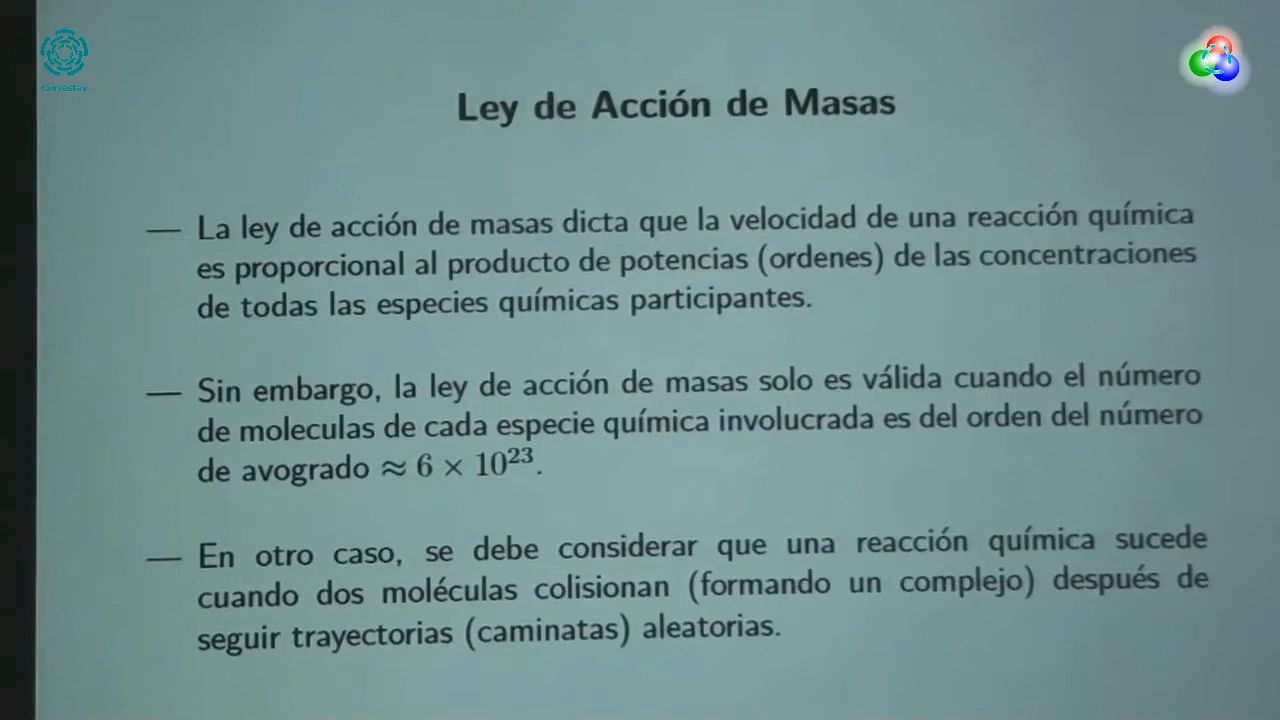 Cinvestav
Ley de Acción de Masas
— La ley de acción de masas dicta que la velocidad de una reacción química
es proporcional al producto de potencias (ordenes) de las concentraciones
de todas las especies químicas participantes.
— Sin embargo, la ley de acción de masas solo es válida cuando el número
de moleculas de cada especie química involucrada es del orden del número
de avogrado ≈ 6 × 10²³.
— En otro caso, se debe considerar que una reacción química sucede
cuando dos moléculas colisionan (formando un complejo) después de
seguir trayectorias (caminatas) aleatorias.